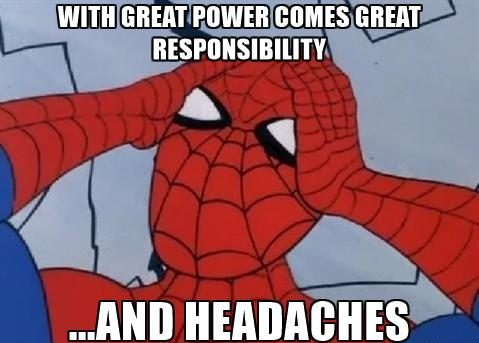 WITH GREAT POWER COMES GREAT
RESPONSIBILITY
...AND HEADACHES